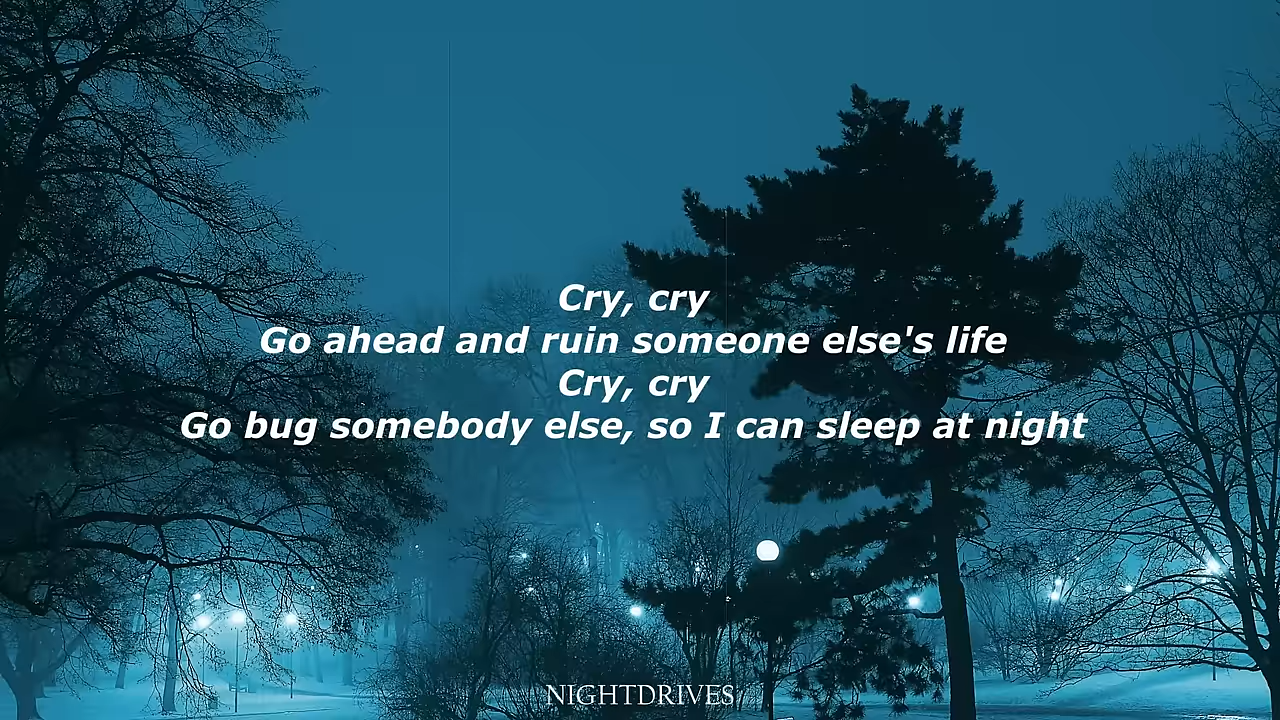 Cry, cry
Go ahead and ruin someone else's life
Cry, cry
Go bug somebody else, so I can sleep at night
NIGHTDRIVES